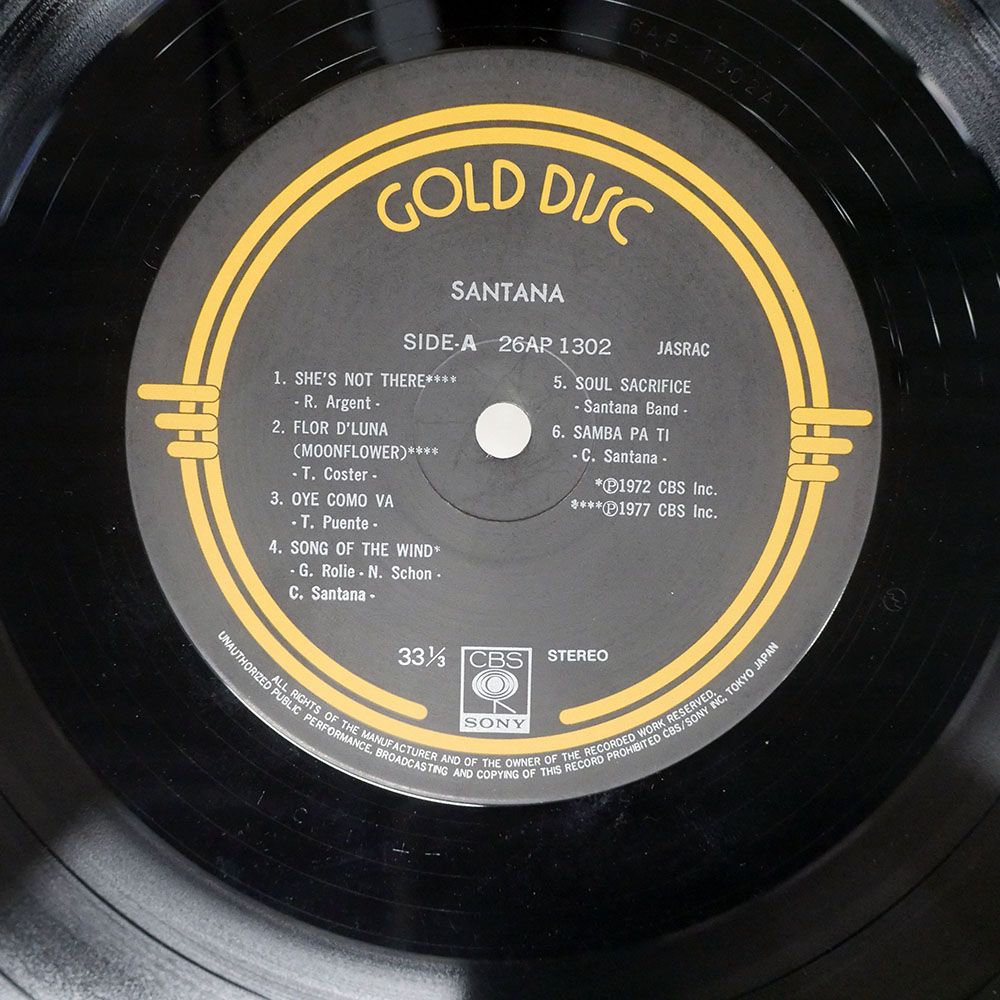 6AP-1302A1
GOLD DISC
SANTANA
SIDE-A 26AP 1302 JASRAC
1. SHE'S NOT THERE****
- R. Argent -
2. FLOR D'LUNA
(MOONFLOWER)****
- T. Coster -
3. OYE COMO VA
- T. Puente -
4. SONG OF THE WIND*
- G. Rolie - N. Schon -
C. Santana -
5. SOUL SACRIFICE
- Santana Band -
6. SAMBA PA TI
- C. Santana -
*Ⓟ1972 CBS Inc.
****Ⓟ1977 CBS Inc.
33⅓ CBS SONY STEREO
ALL RIGHTS OF THE MANUFACTURER AND OF THE OWNER OF THE RECORDED WORK RESERVED.
UNAUTHORIZED PUBLIC PERFORMANCE, BROADCASTING AND COPYING OF THIS RECORD PROHIBITED CBS/SONY INC, TOKYO JAPAN